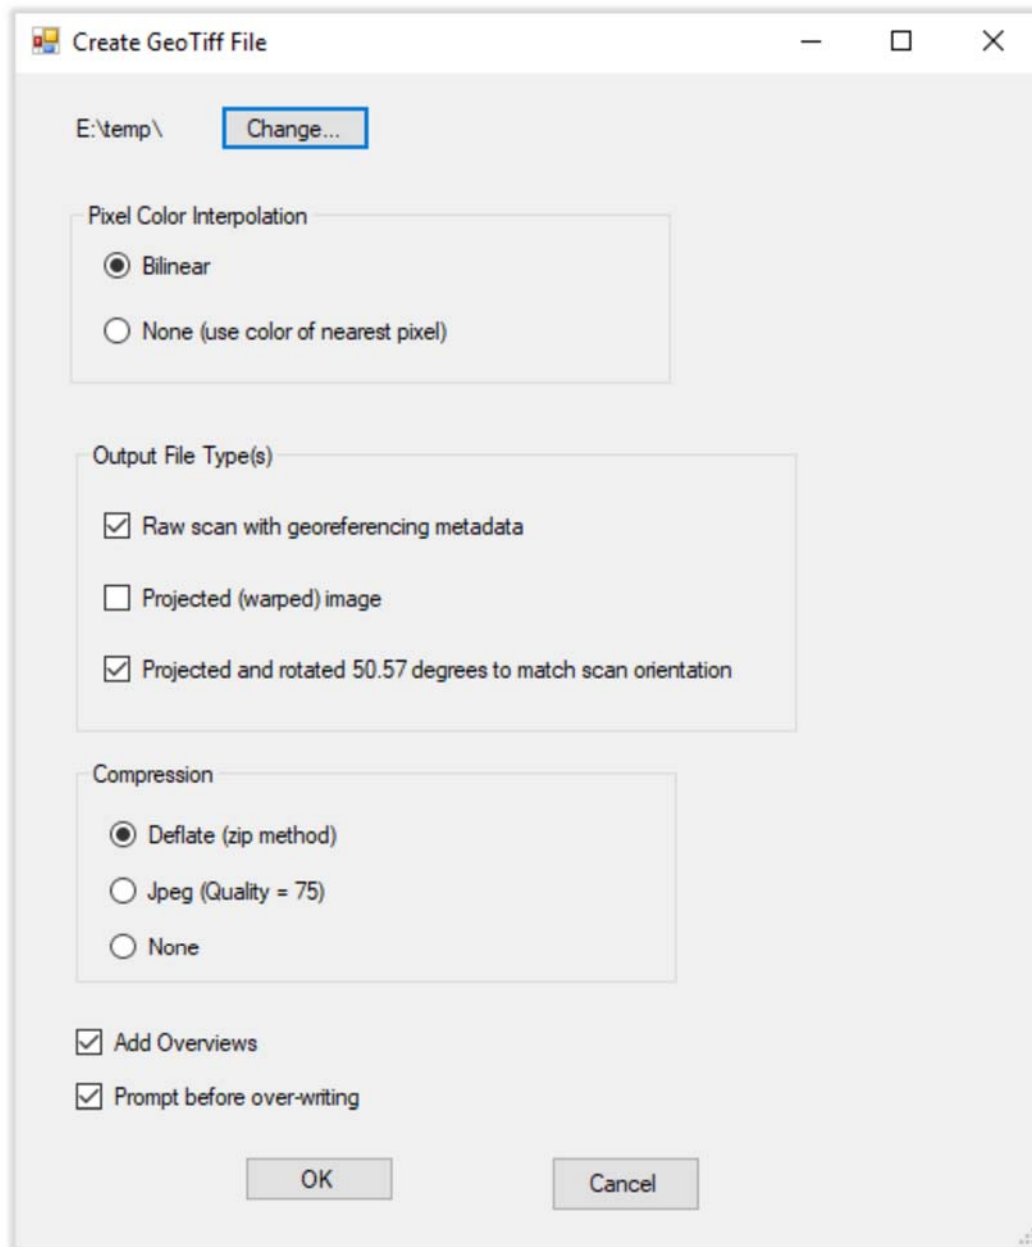 Create GeoTiff File
E:\temp\ Change...
Pixel Color Interpolation
Bilinear
None (use color of nearest pixel)
Output File Type(s)
Raw scan with georeferencing metadata
Projected (warped) image
Projected and rotated 50.57 degrees to match scan orientation
Compression
Deflate (zip method)
Jpeg (Quality = 75)
None
Add Overviews
Prompt before over-writing
OK Cancel